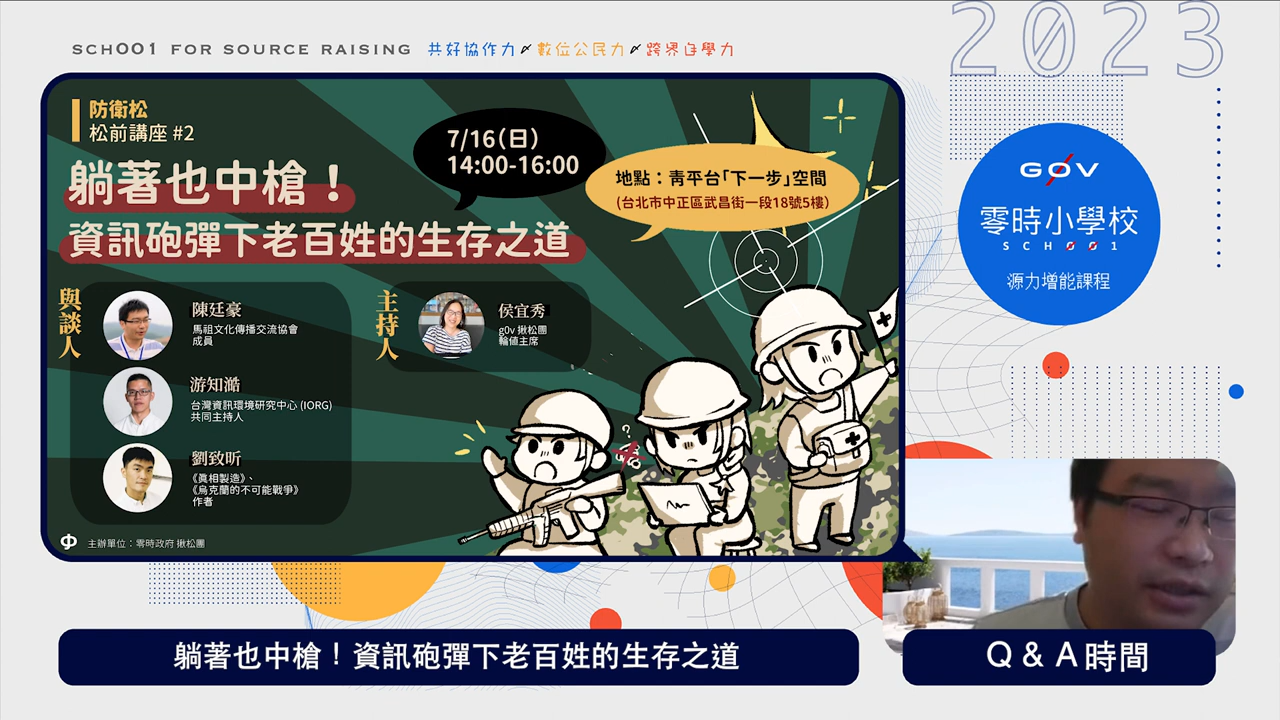 SCHOO1 FOR SOURCE RAISING 共好協作力 數位公民力 跨界自學力
2023
防衛松
松前講座 #2
躺著也中槍！
資訊砲彈下老百姓的生存之道
7/16(日)
14:00-16:00
地點：青平台「下一步」空間
(台北市中正區武昌街一段18號5樓)
與談人
陳廷豪
馬祖文化傳播交流協會
成員
游知澔
台灣資訊環境研究中心 (IORG)
共同主持人
劉致昕
《真相製造》、
《烏克蘭的不可能戰爭》
作者
主持人
侯宜秀
g0v 揪松團
輪值主席
?
主辦單位：零時政府 揪松團
G0V
零時小學校
SCHOO1
源力增能課程
躺著也中槍！資訊砲彈下老百姓的生存之道
Q & A 時間